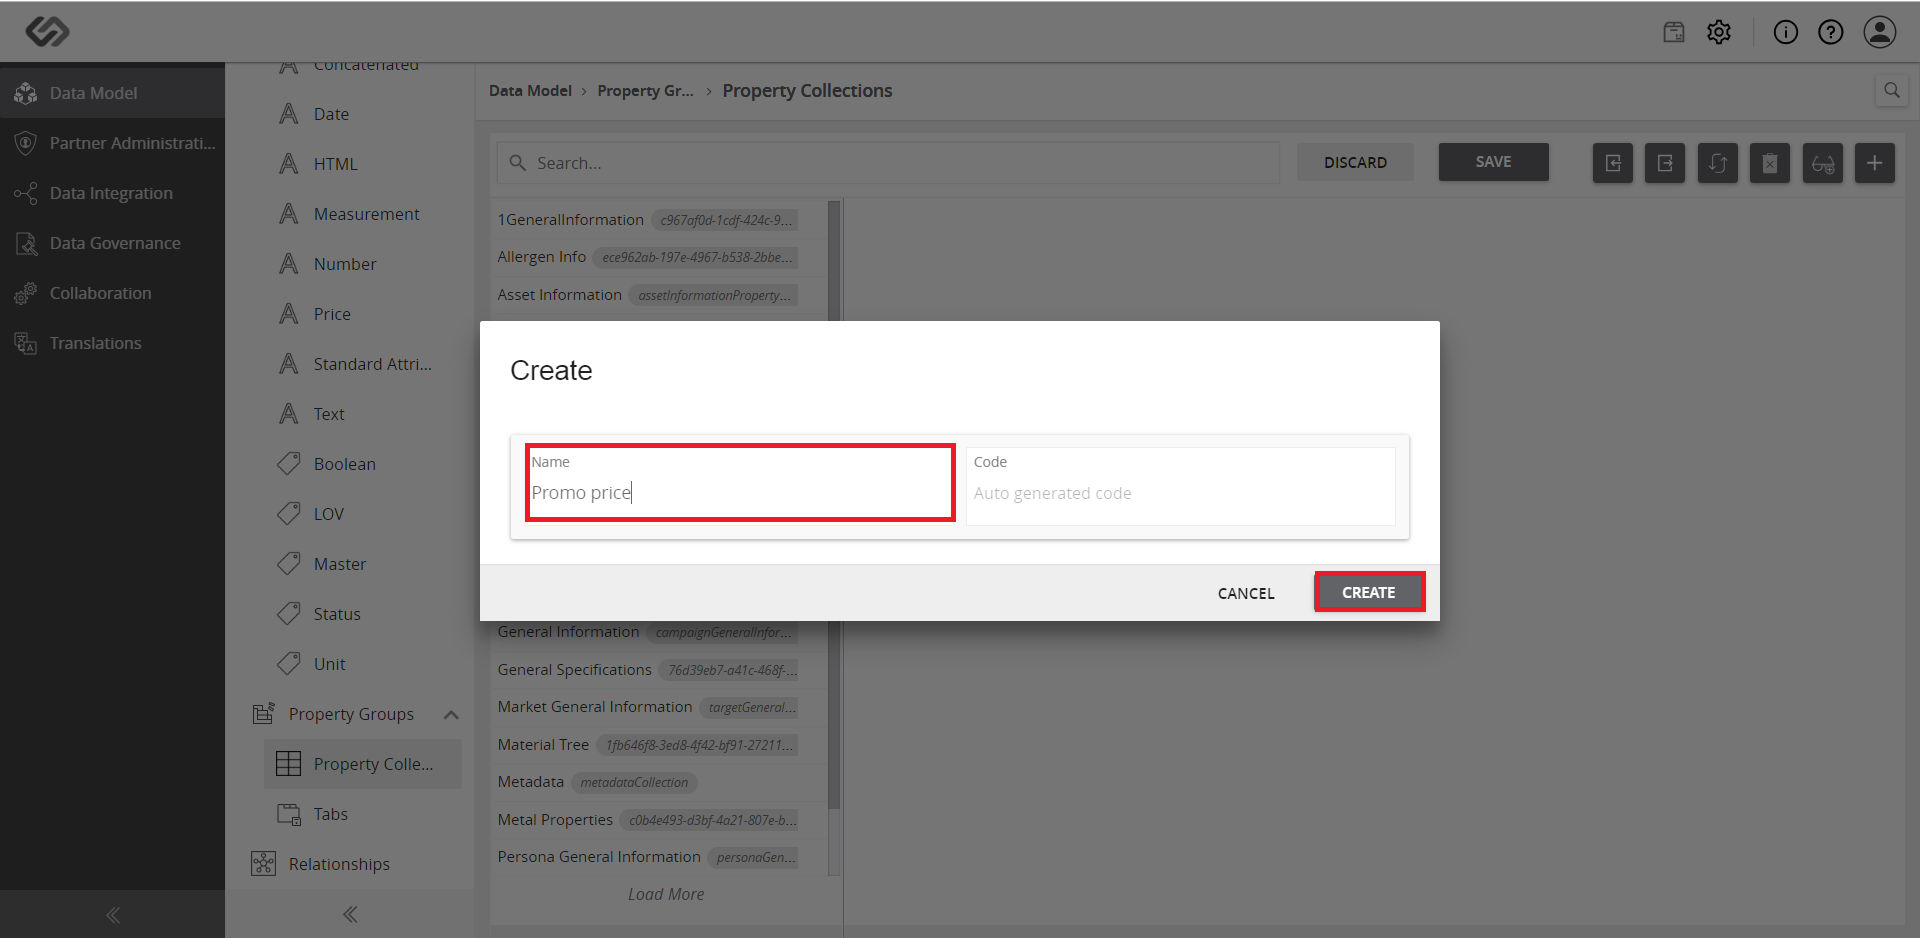 Data Model
Partner Administrati...
Data Integration
Data Governance
Collaboration
Translations
Concatenated
Date
HTML
Measurement
Number
Price
Standard Attri...
Text
Boolean
LOV
Master
Status
Unit
Property Groups
Property Colle...
Tabs
Relationships
Data Model › Property Gr... › Property Collections
Search...
DISCARD
SAVE
1GeneralInformation c967af0d-1cdf-424c-9...
Allergen Info ece962ab-197e-4967-b538-2bbe...
Asset Information assetInformationProperty...
Create
Name
Promo price
Code
Auto generated code
CANCEL
CREATE
General Information campaignGeneralInfor...
General Specifications 76d39eb7-a41c-468f-...
Market General Information targetGeneral...
Material Tree 1fb646f8-3ed8-4f42-bf91-27211...
Metadata metadataCollection
Metal Properties c0b4e493-d3bf-4a21-807e-b...
Persona General Information personaGen...
Load More